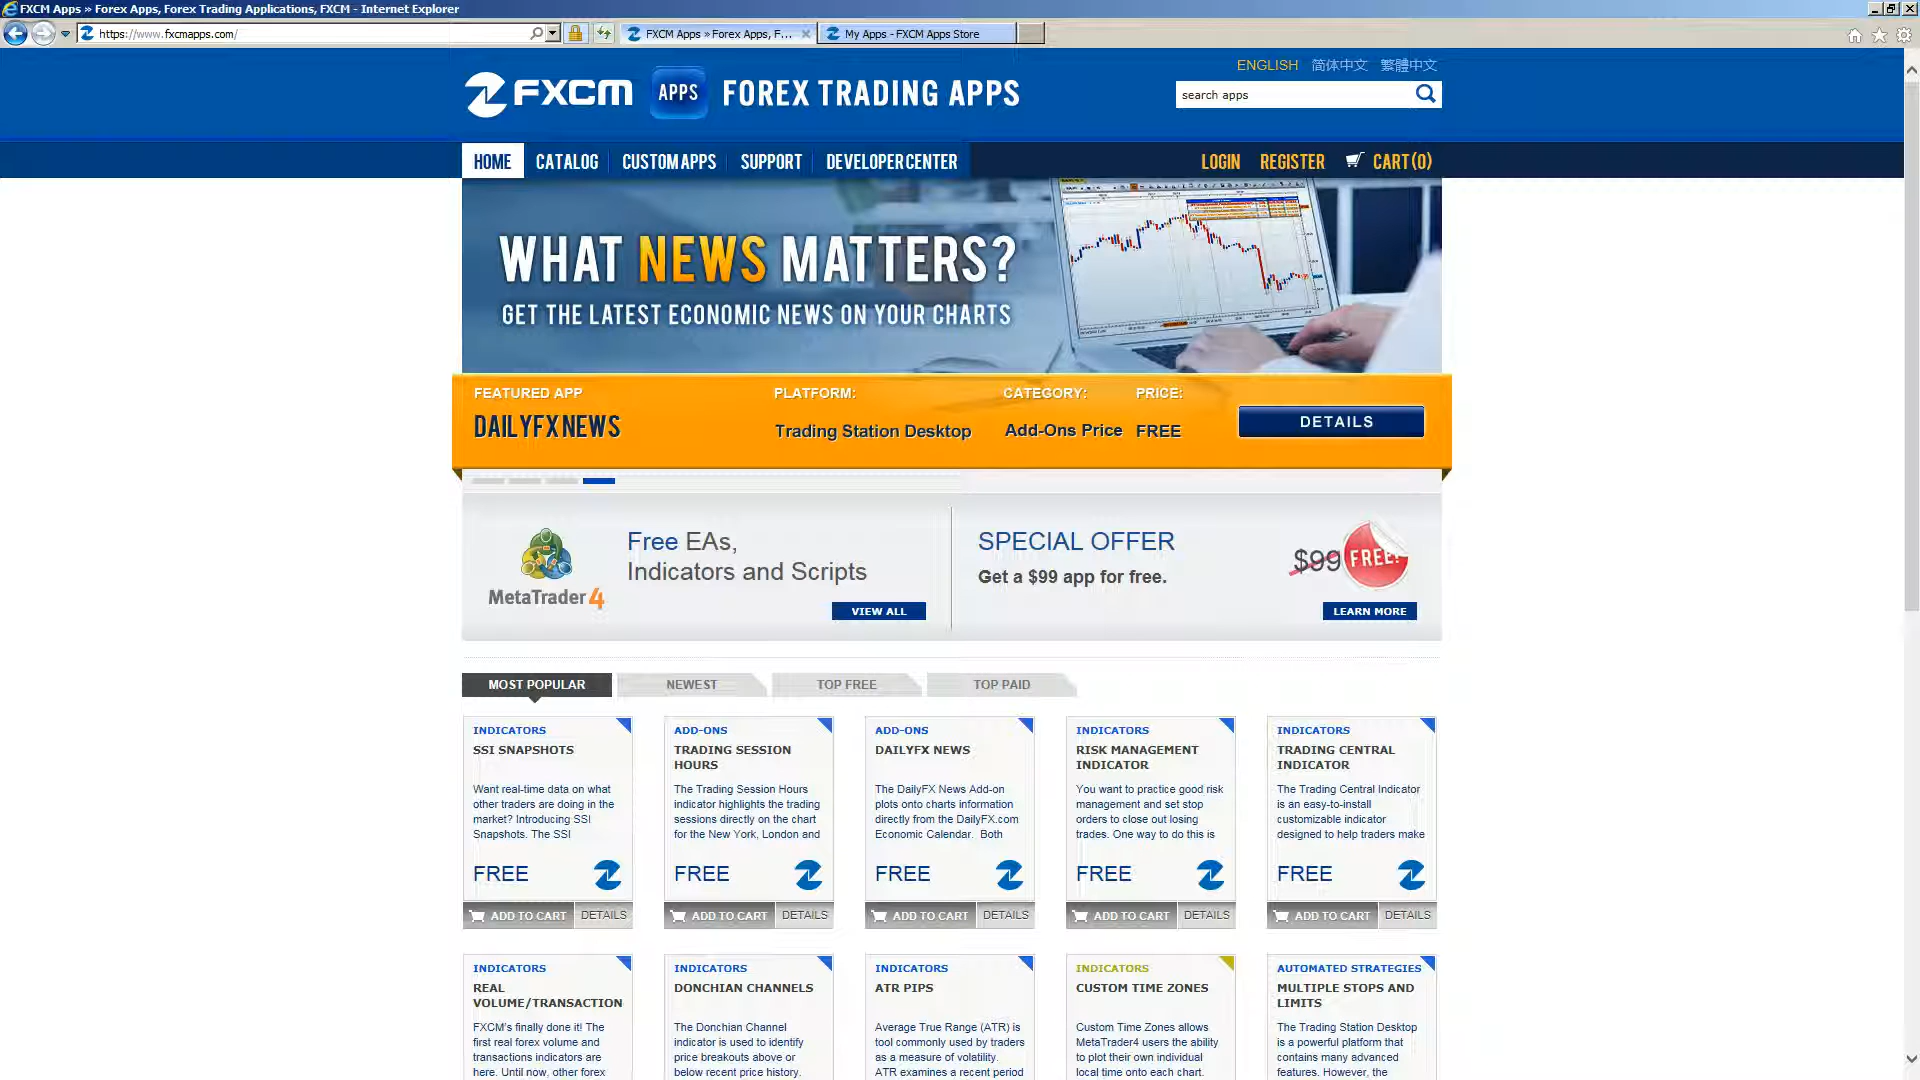 FXCM Apps » Forex Apps, Forex Trading Applications, FXCM - Internet Explorer
https://www.fxcmapps.com/
FXCM Apps » Forex Apps, F...
My Apps - FXCM Apps Store
ENGLISH 简体中文 繁體中文
FXCM APPS FOREX TRADING APPS
search apps
HOME CATALOG CUSTOM APPS SUPPORT DEVELOPER CENTER LOGIN REGISTER CART (0)
WHAT NEWS MATTERS?
GET THE LATEST ECONOMIC NEWS ON YOUR CHARTS
FEATURED APP
DAILYFX NEWS
PLATFORM:
Trading Station Desktop
CATEGORY:
Add-Ons Price
PRICE:
FREE
DETAILS
MetaTrader 4
Free EAs,
Indicators and Scripts
VIEW ALL
SPECIAL OFFER
Get a $99 app for free.
$99 FREE!
LEARN MORE
MOST POPULAR NEWEST TOP FREE TOP PAID
INDICATORS
SSI SNAPSHOTS
Want real-time data on what
other traders are doing in the
market? Introducing SSI
Snapshots. The SSI
FREE
ADD TO CART DETAILS
ADD-ONS
TRADING SESSION
HOURS
The Trading Session Hours
indicator highlights the trading
sessions directly on the chart
for the New York, London and
FREE
ADD TO CART DETAILS
ADD-ONS
DAILYFX NEWS
The DailyFX News Add-on
plots onto charts information
directly from the DailyFX.com
Economic Calendar. Both
FREE
ADD TO CART DETAILS
INDICATORS
RISK MANAGEMENT
INDICATOR
You want to practice good risk
management and set stop
orders to close out losing
trades. One way to do this is
FREE
ADD TO CART DETAILS
INDICATORS
TRADING CENTRAL
INDICATOR
The Trading Central Indicator
is an easy-to-install
customizable indicator
designed to help traders make
FREE
ADD TO CART DETAILS
INDICATORS
REAL
VOLUME/TRANSACTION
FXCM's finally done it! The
first real forex volume and
transactions indicators are
here. Until now, other forex
INDICATORS
DONCHIAN CHANNELS
The Donchian Channel
indicator is used to identify
price breakouts above or
below recent price history.
INDICATORS
ATR PIPS
Average True Range (ATR) is
tool commonly used by traders
as a measure of volatility.
ATR examines a recent period
INDICATORS
CUSTOM TIME ZONES
Custom Time Zones allows
MetaTrader4 users the ability
to plot their own individual
local time onto each chart.
AUTOMATED STRATEGIES
MULTIPLE STOPS AND
LIMITS
The Trading Station Desktop
is a powerful platform that
contains many advanced
features. However, the